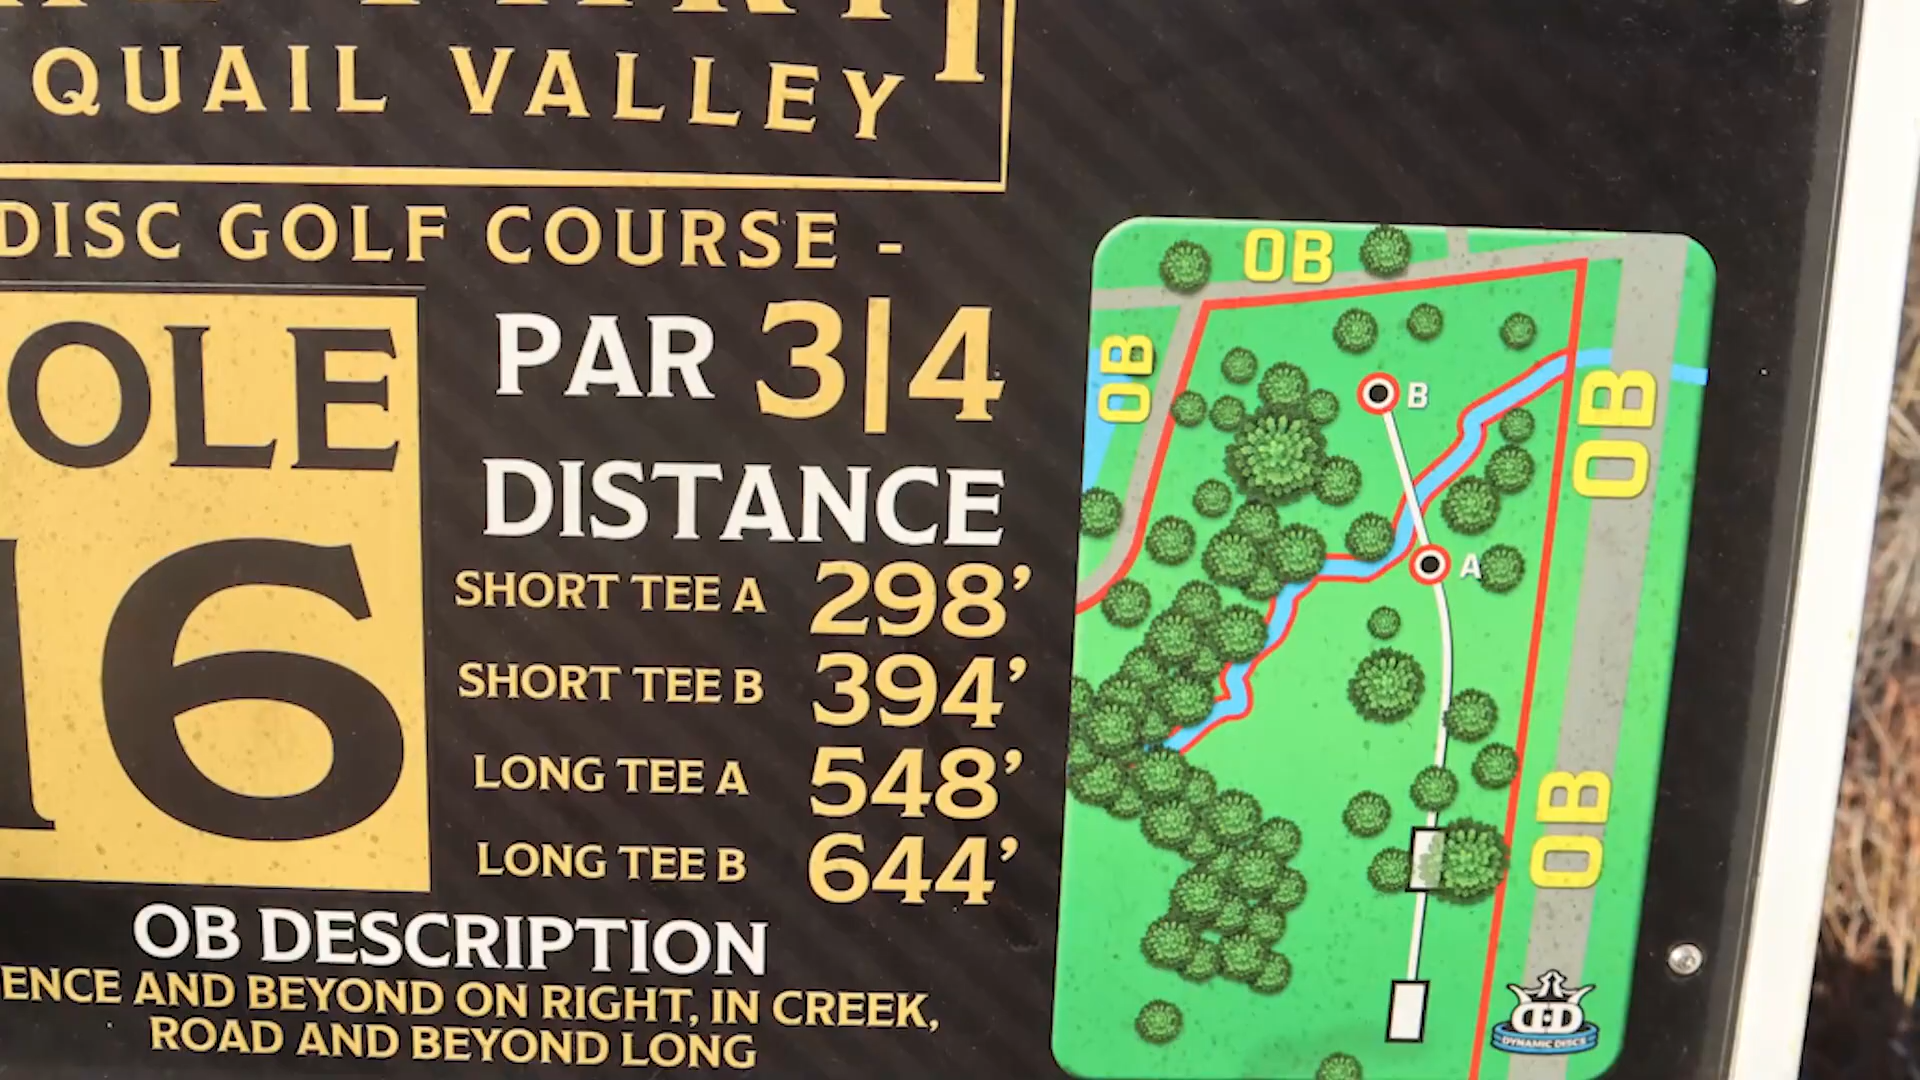 QUAIL VALLEY
DISC GOLF COURSE -
OLE
16
PAR 3|4
DISTANCE
SHORT TEE A 298'
SHORT TEE B 394'
LONG TEE A 548'
LONG TEE B 644'
OB DESCRIPTION
ENCE AND BEYOND ON RIGHT, IN CREEK,
ROAD AND BEYOND LONG
OB
OB
B
OB
A
OB
DD
DYNAMIC DISCS